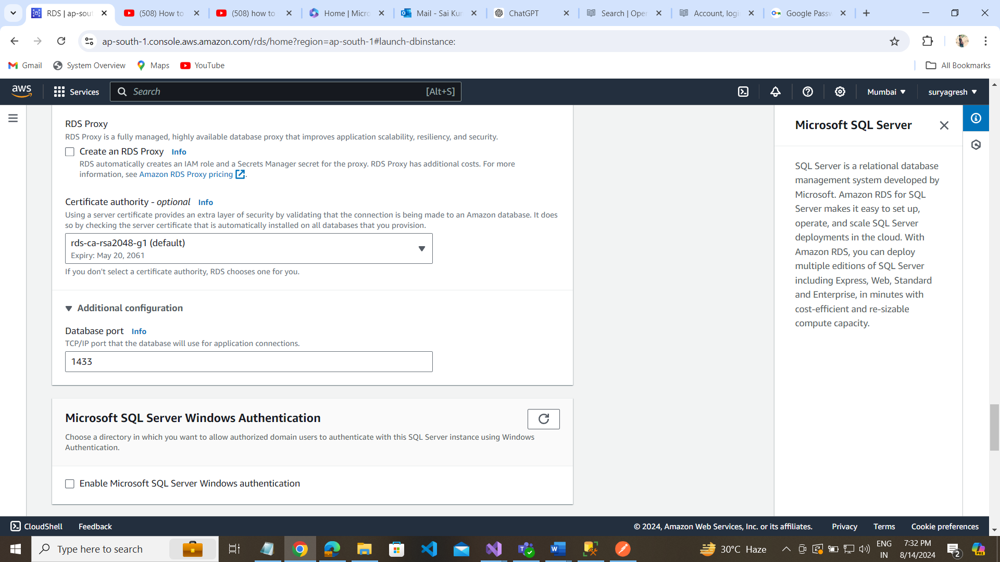 RDS | ap-sout
(508) How to
(508) how to
Home | Micro
Mail - Sai Kun
ChatGPT
Search | Oper
Account, logi
Google Passw
ap-south-1.console.aws.amazon.com/rds/home?region=ap-south-1#launch-dbinstance:
Gmail
System Overview
Maps
YouTube
All Bookmarks
aws
Services
Search
[Alt+S]
Mumbai
suryagresh
RDS Proxy
RDS Proxy is a fully managed, highly available database proxy that improves application scalability, resiliency, and security.
Create an RDS Proxy Info
RDS automatically creates an IAM role and a Secrets Manager secret for the proxy. RDS Proxy has additional costs. For more
information, see Amazon RDS Proxy pricing.
Certificate authority - optional Info
Using a server certificate provides an extra layer of security by validating that the connection is being made to an Amazon database. It does
so by checking the server certificate that is automatically installed on all databases that you provision.
rds-ca-rsa2048-g1 (default)
Expiry: May 20, 2061
If you don't select a certificate authority, RDS chooses one for you.
Additional configuration
Database port Info
TCP/IP port that the database will use for application connections.
1433
Microsoft SQL Server Windows Authentication
Choose a directory in which you want to allow authorized domain users to authenticate with this SQL Server instance using Windows
Authentication.
Enable Microsoft SQL Server Windows authentication
Microsoft SQL Server
SQL Server is a relational database
management system developed by
Microsoft. Amazon RDS for SQL
Server makes it easy to set up,
operate, and scale SQL Server
deployments in the cloud. With
Amazon RDS, you can deploy
multiple editions of SQL Server
including Express, Web, Standard
and Enterprise, in minutes with
cost-efficient and re-sizable
compute capacity.
CloudShell
Feedback
© 2024, Amazon Web Services, Inc. or its affiliates.
Privacy
Terms
Cookie preferences
Type here to search
30°C Haze
ENG
IN
7:32 PM
8/14/2024
2
PRE